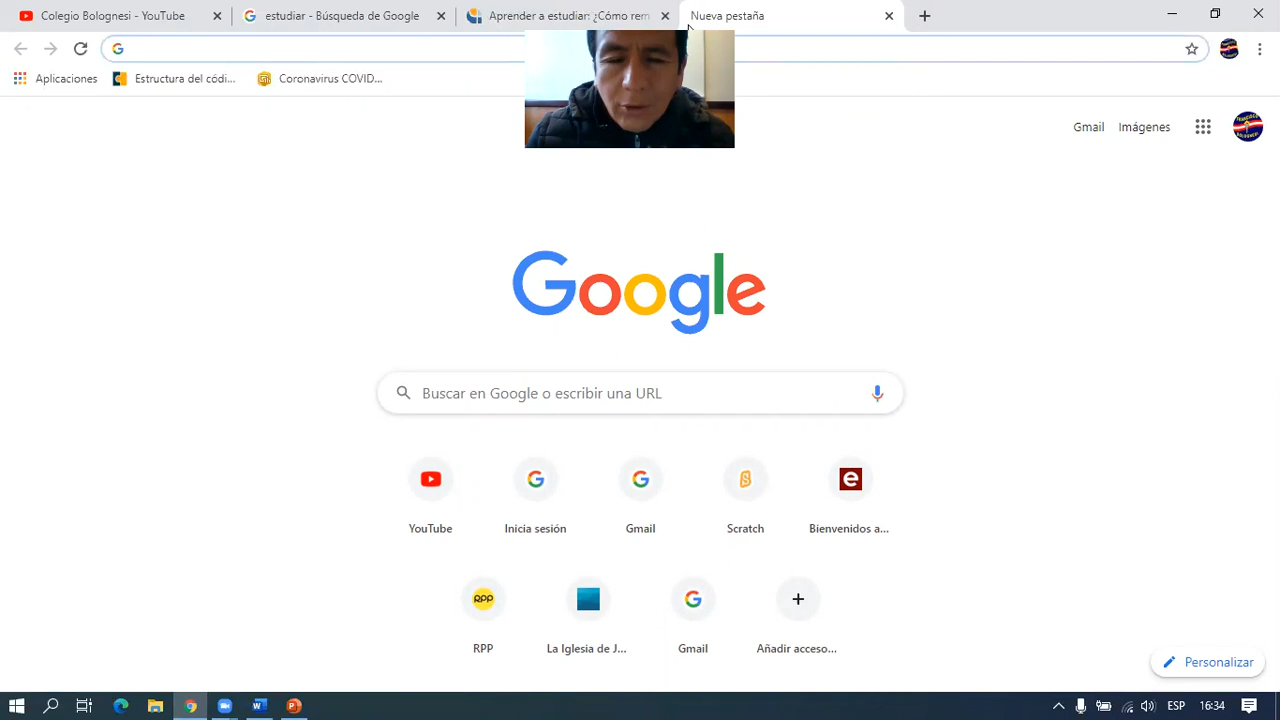 Colegio Bolognesi - YouTube
estudiar - Búsqueda de Google
Aprender a estudiar: ¿Cómo rem
Nueva pestaña
Aplicaciones
Estructura del códi...
Coronavirus COVID...
Gmail
Imágenes
Google
Buscar en Google o escribir una URL
YouTube
Inicia sesión
Gmail
Scratch
e
Bienvenidos a...
RPP
RPP
La Iglesia de J...
Gmail
Añadir acceso...
Personalizar
ESP
16:34